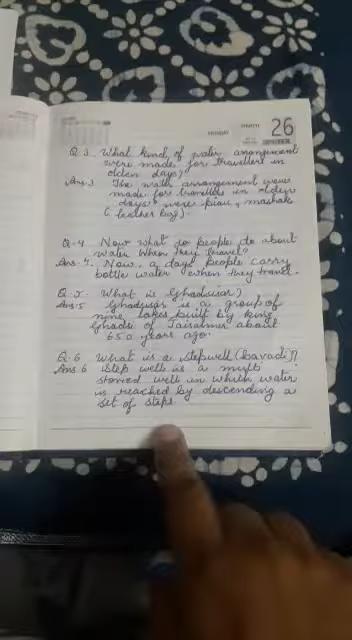 MONDAY MARCH 26
Q.3 What kind of water arrangement
were made for travellers in
olden days?
Ans.3 The water arrangement were
made for travellers in olden
days were piau, mashak
(leather bag).
Q.4 Now what do people do about
water when they travel?
Ans.4. Now, a days people carry
bottle water when they travel.
Q.5. What is Ghadsisar?
Ans.5 Ghadsisar is a group of
nine lakes built by king
Ghadsi of Jaisalmer about
650 years ago.
Q.6 What is a stepwell (bavadi)?
Ans.6 step well is a multi
storied well in which water
is reached by descending a
set of steps.